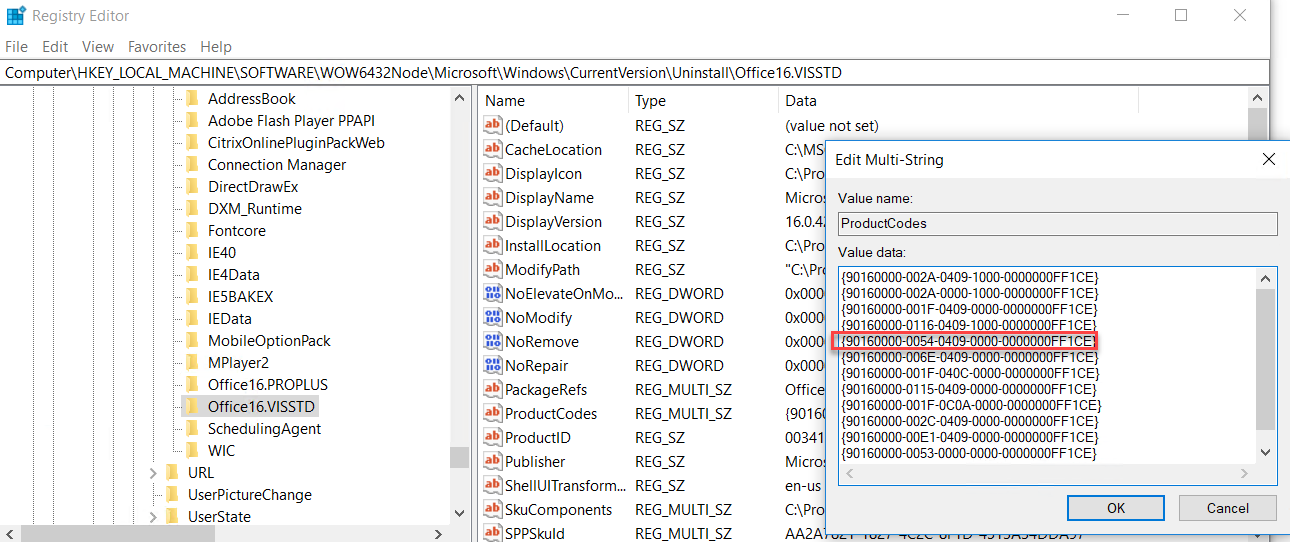 Registry Editor
File Edit View Favorites Help
Computer\HKEY_LOCAL_MACHINE\SOFTWARE\WOW6432Node\Microsoft\Windows\CurrentVersion\Uninstall\Office16.VISSTD
AddressBook
Adobe Flash Player PPAPI
CitrixOnlinePluginPackWeb
Connection Manager
DirectDrawEx
DXM_Runtime
Fontcore
IE40
IE4Data
IE5BAKEX
IEData
MobileOptionPack
MPlayer2
Office16.PROPLUS
Office16.VISSTD
SchedulingAgent
WIC
URL
UserPictureChange
UserState
Name Type Data
(Default) REG_SZ (value not set)
CacheLocation REG_SZ C:\MS
DisplayIcon REG_SZ C:\Pro
DisplayName REG_SZ Micros
DisplayVersion REG_SZ 16.0.42
InstallLocation REG_SZ C:\Pro
ModifyPath REG_SZ "C:\Pro
NoElevateOnMo... REG_DWORD 0x000
NoModify REG_DWORD 0x000
NoRemove REG_DWORD 0x000
NoRepair REG_DWORD 0x000
PackageRefs REG_MULTI_SZ Office
ProductCodes REG_MULTI_SZ {90160
ProductID REG_SZ 00341
Publisher REG_SZ Micros
ShellUITransform... REG_SZ en-us
SkuComponents REG_MULTI_SZ C:\Pro
SPPSkuId REG_MULTI_SZ
Edit Multi-String
Value name:
ProductCodes
Value data:
{90160000-002A-0409-1000-0000000FF1CE}
{90160000-002A-0000-1000-0000000FF1CE}
{90160000-001F-0409-0000-0000000FF1CE}
{90160000-0116-0409-1000-0000000FF1CE}
{90160000-0054-0409-0000-0000000FF1CE}
{90160000-006E-0409-0000-0000000FF1CE}
{90160000-001F-040C-0000-0000000FF1CE}
{90160000-0115-0409-0000-0000000FF1CE}
{90160000-001F-0C0A-0000-0000000FF1CE}
{90160000-002C-0409-0000-0000000FF1CE}
{90160000-00E1-0409-0000-0000000FF1CE}
{90160000-0053-0000-0000-0000000FF1CE}
OK Cancel